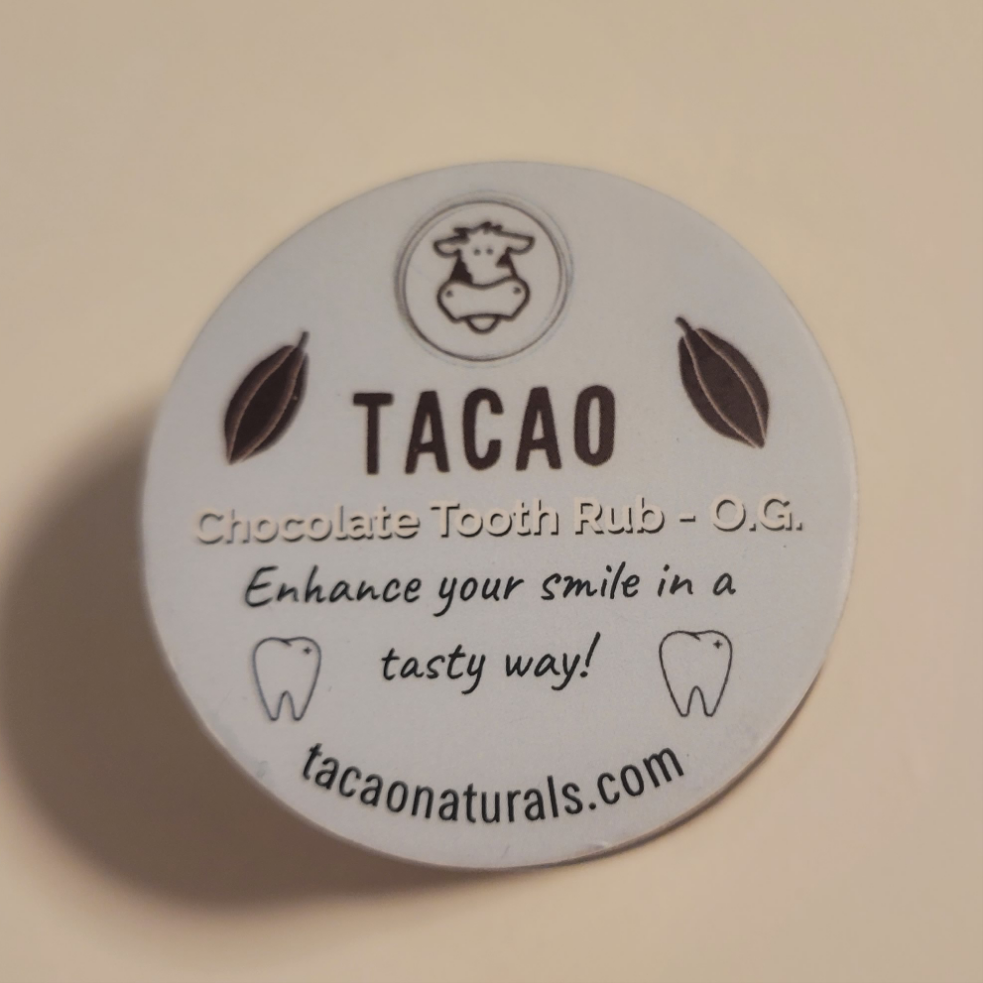 TACAO
Chocolate Tooth Rub - O.G.
Enhance your smile in a
tasty way!
tacaonaturals.com